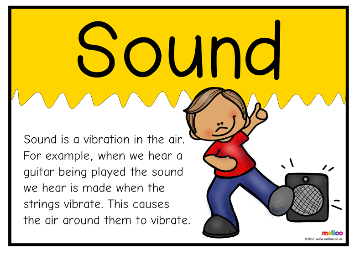 Sound
Sound is a vibration in the air.
For example, when we hear a
guitar being played the sound
we hear is made when the
strings vibrate. This causes
the air around them to vibrate.